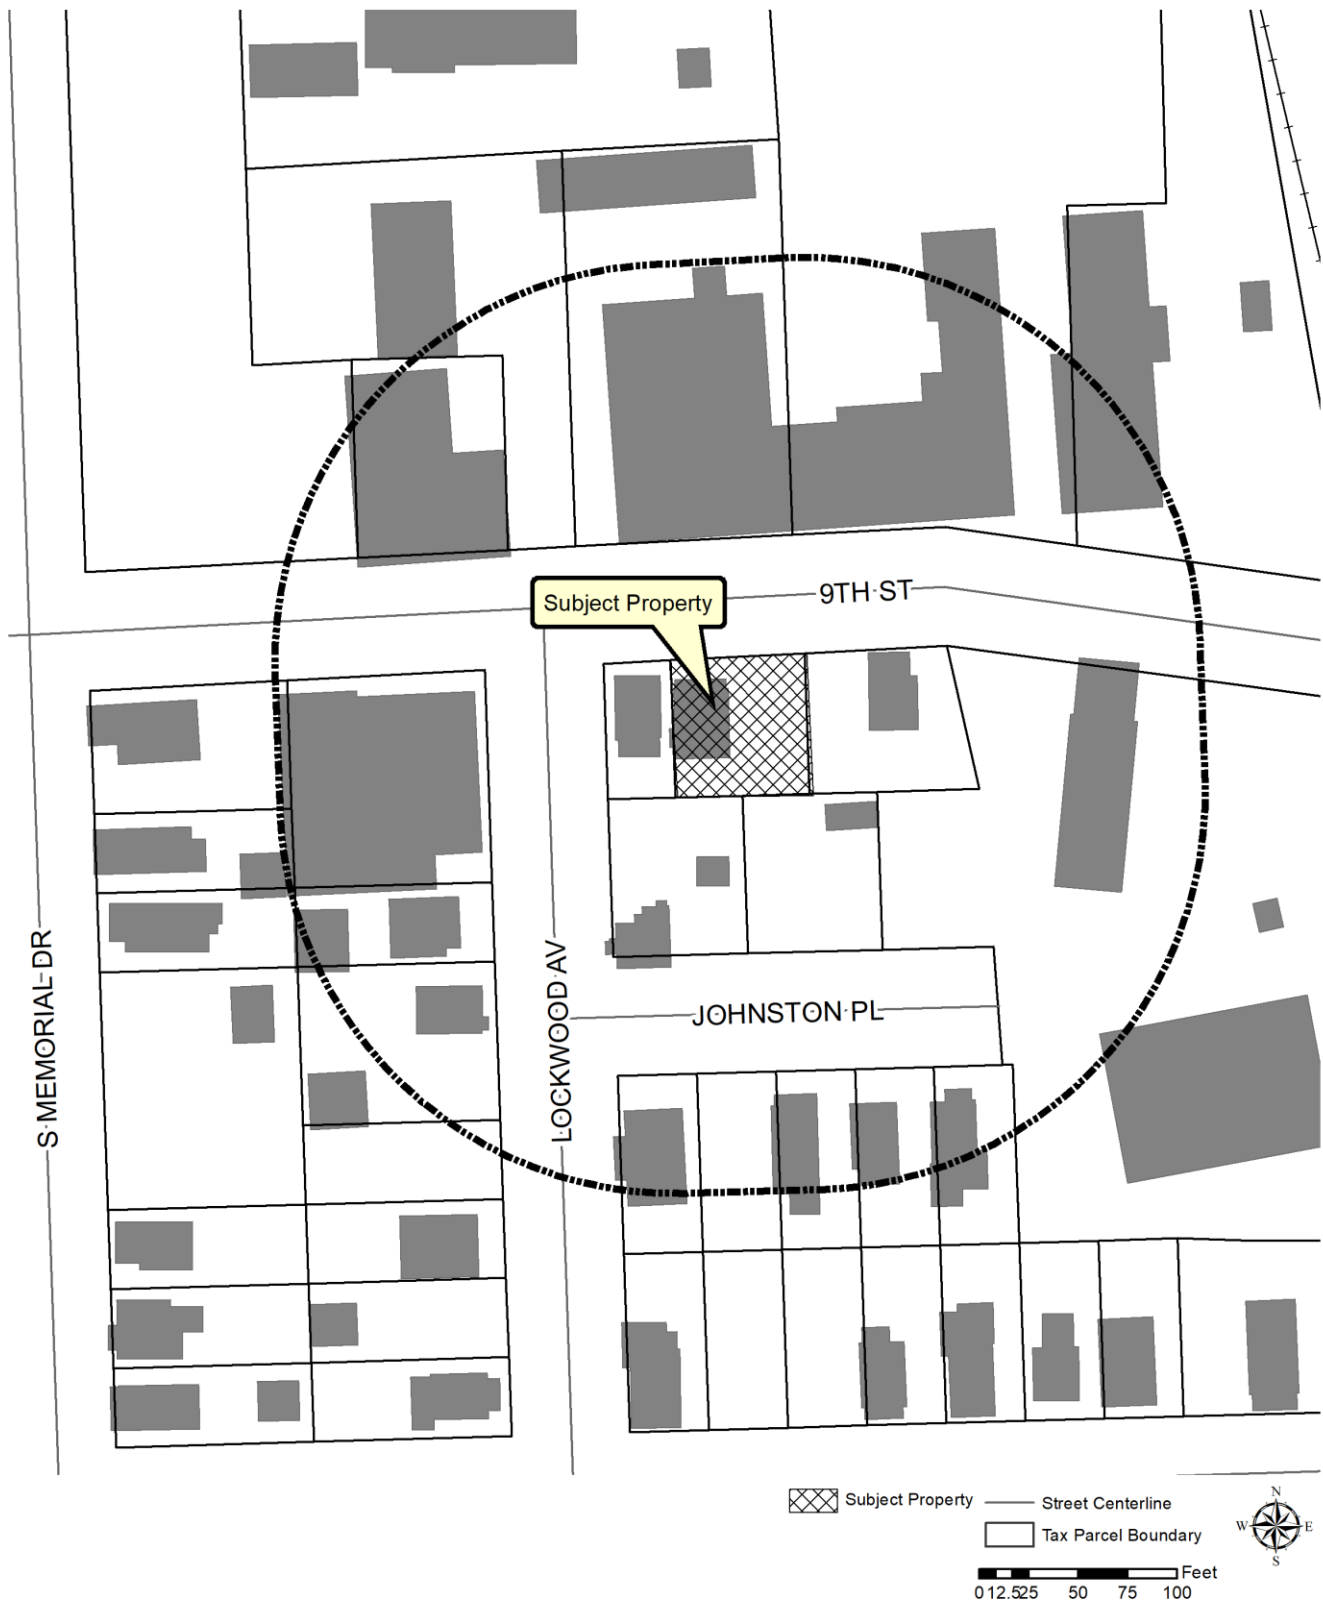 Subject Property
9TH ST
S MEMORIAL DR
LOCKWOOD AV
JOHNSTON PL
Subject Property
Street Centerline
Tax Parcel Boundary
N
W E
S
Feet
0 12.5 25 50 75 100